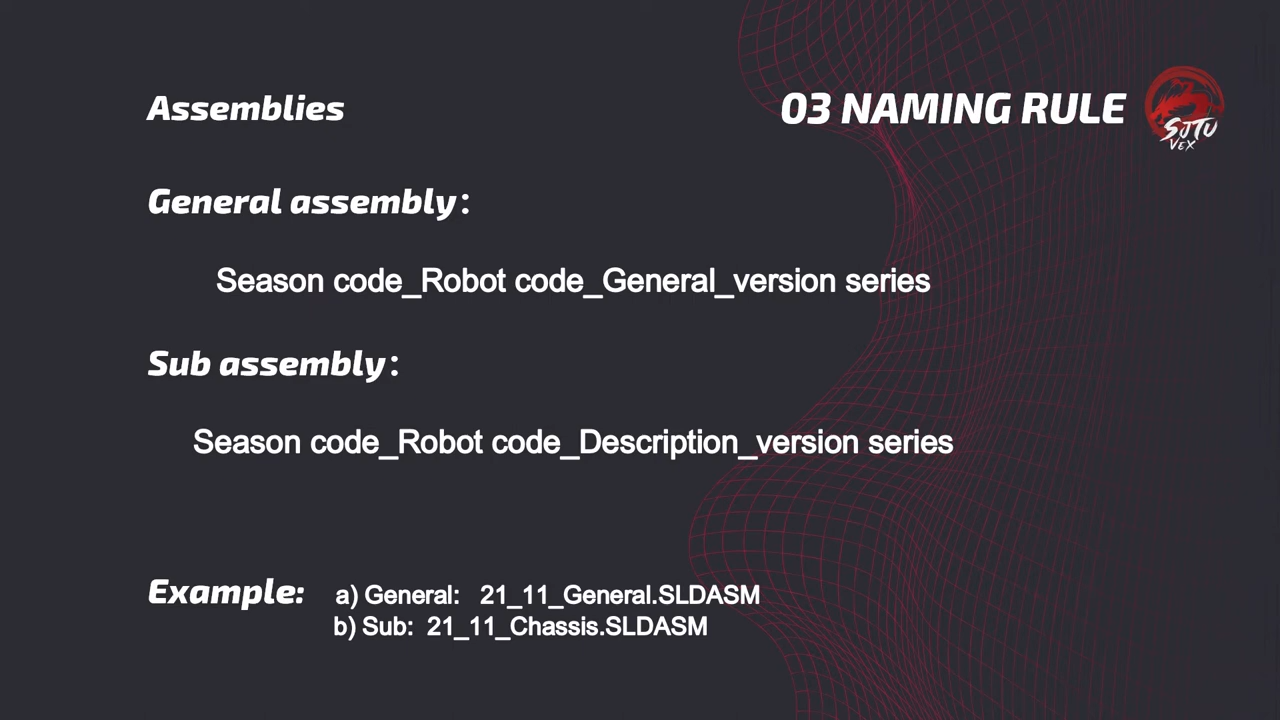 Assemblies
03 NAMING RULE
SJTU
VEX
General assembly：
Season code_Robot code_General_version series
Sub assembly：
Season code_Robot code_Description_version series
Example:
a) General: 21_11_General.SLDASM
b) Sub: 21_11_Chassis.SLDASM